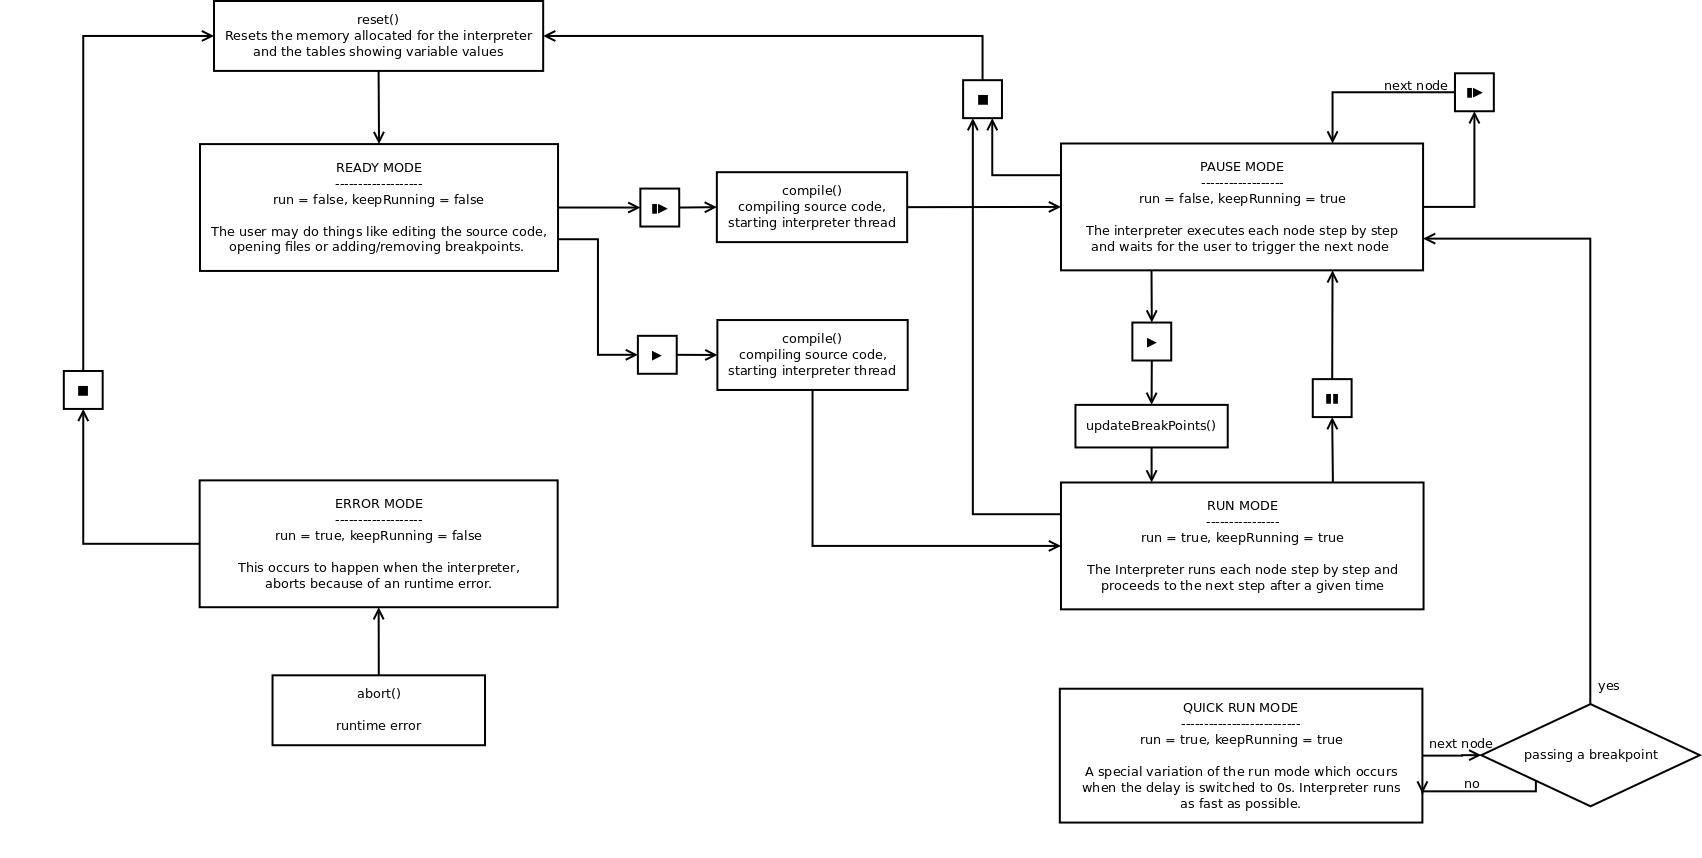 reset()
Resets the memory allocated for the interpreter
and the tables showing variable values
next node
READY MODE
-------------------
run = false, keepRunning = false
The user may do things like editing the source code,
opening files or adding/removing breakpoints.
compile()
compiling source code,
starting interpreter thread
PAUSE MODE
------------------
run = false, keepRunning = true
The interpreter executes each node step by step
and waits for the user to trigger the next node
compile()
compiling source code,
starting interpreter thread
updateBreakPoints()
ERROR MODE
-------------------
run = true, keepRunning = false
This occurs to happen when the interpreter,
aborts because of an runtime error.
RUN MODE
----------------
run = true, keepRunning = true
The Interpreter runs each node step by step and
proceeds to the next step after a given time
abort()
runtime error
QUICK RUN MODE
--------------------------
run = true, keepRunning = true
A special variation of the run mode which occurs
when the delay is switched to 0s. Interpreter runs
as fast as possible.
next node
no
yes
passing a breakpoint